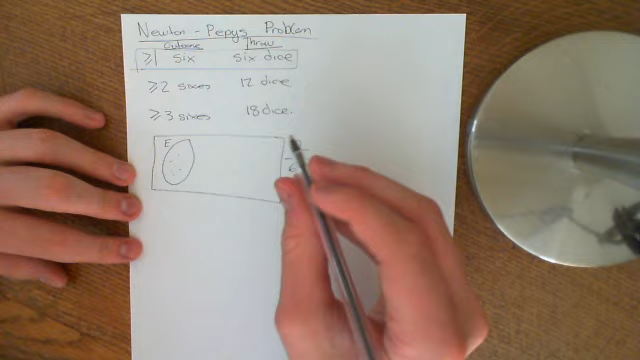 Newton - Pepys Problem
Outcome Throw
≥1 six six dice
≥2 sixes 12 dice
≥3 sixes 18 dice.
E